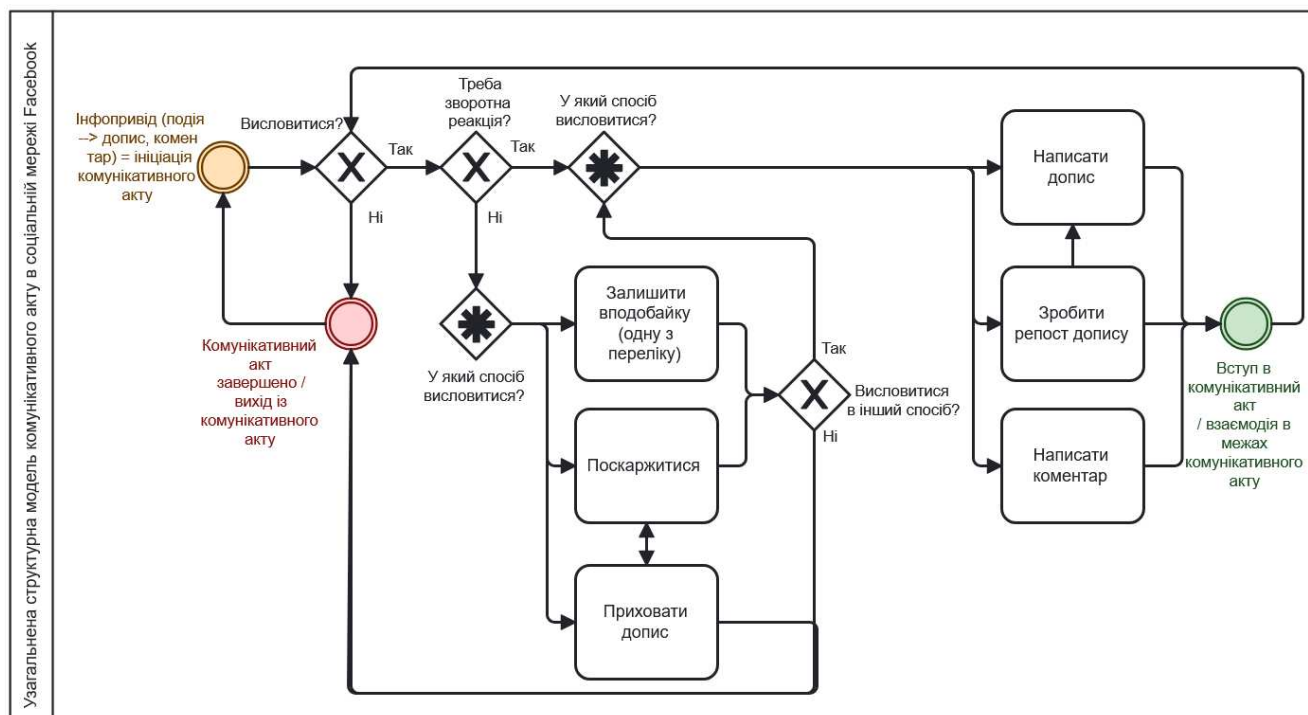 Узагальнена структурна модель комунікативного акту в соціальній мережі Facebook
Інфопривід (подія
--> допис, комен
тар) = ініціація
комунікативного
акту
Висловитися?
Так
Ні
Треба
зворотна
реакція?
Так
Ні
У який спосіб
висловитися?
Комунікативний
акт
завершено /
вихід із
комунікативного
акту
У який спосіб
висловитися?
Залишити
вподобайку
(одну з
переліку)
Поскаржитися
Приховати
допис
Так
Висловитися
в інший спосіб?
Ні
Написати
допис
Зробити
репост допису
Написати
коментар
Вступ в
комунікативний
акт
/ взаємодія в
межах
комунікативного
акту